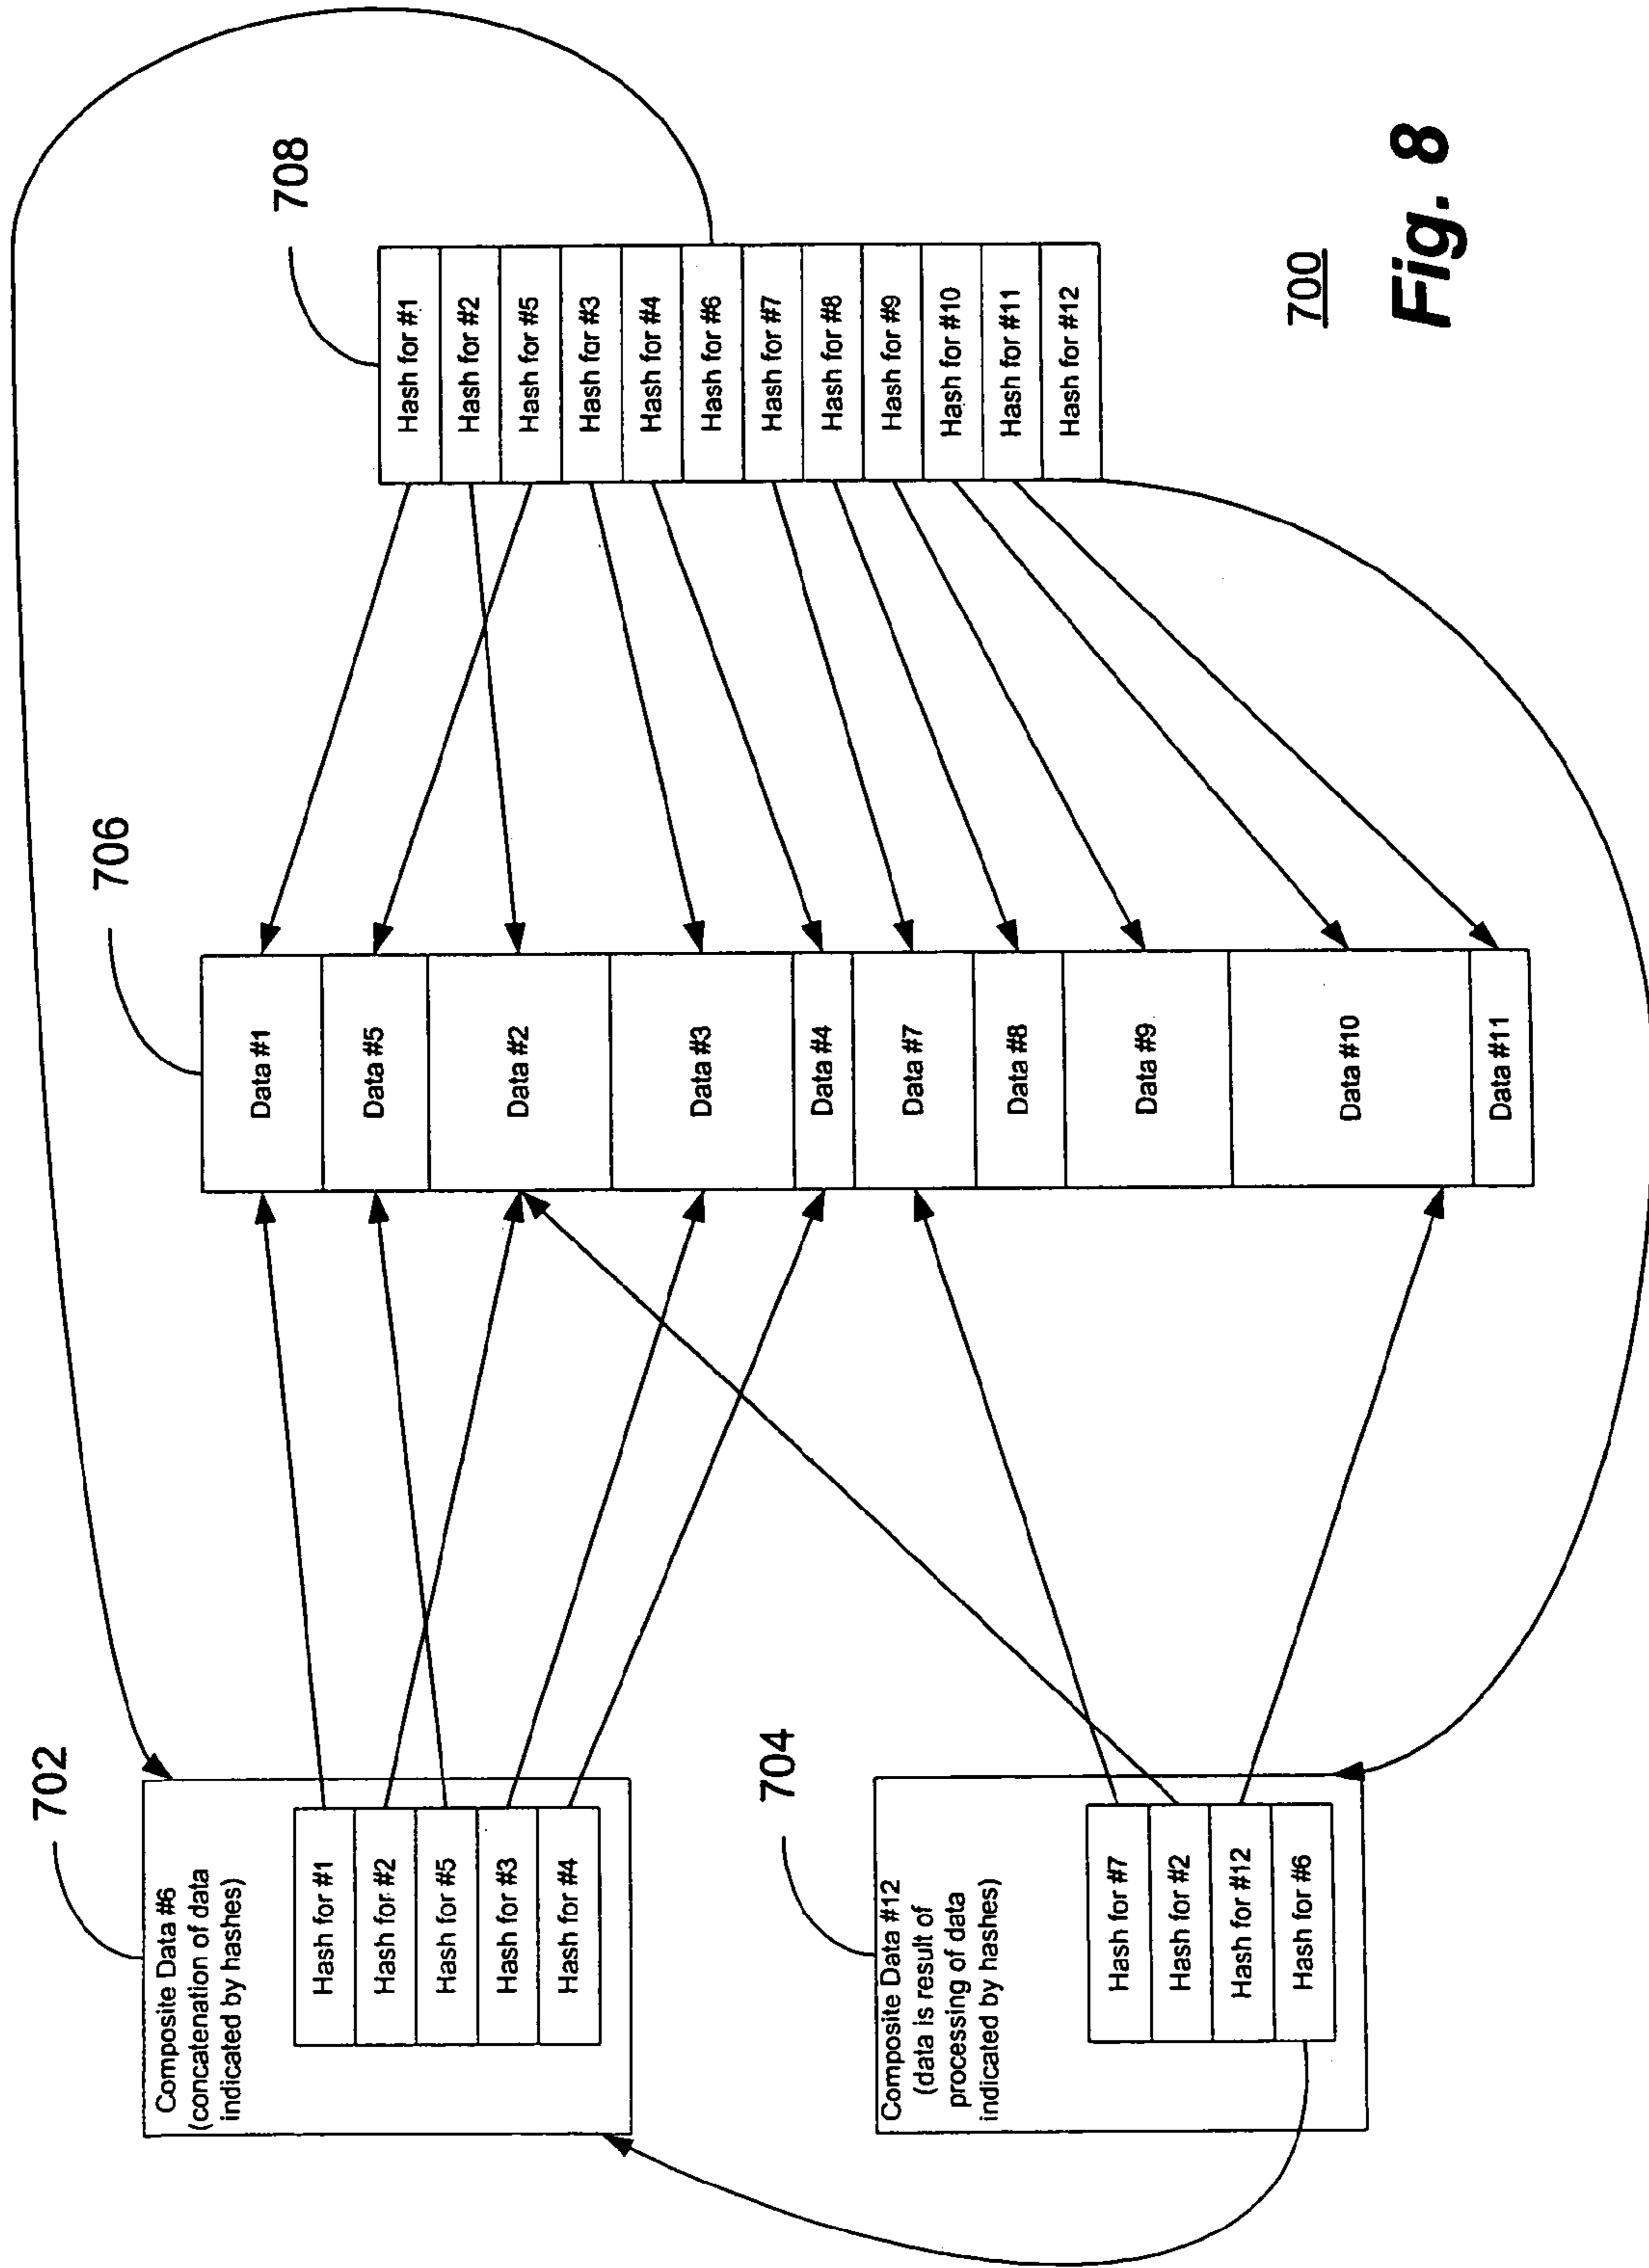 702
Composite Data #6
(concatenation of data
indicated by hashes)
Hash for #1
Hash for #2
Hash for #5
Hash for #3
Hash for #4
704
Composite Data #12
(data is result of
processing of data
indicated by hashes)
Hash for #7
Hash for #2
Hash for #12
Hash for #6
706
Data #1
Data #5
Data #2
Data #3
Data #4
Data #7
Data #8
Data #9
Data #10
Data #11
708
Hash for #1
Hash for #2
Hash for #5
Hash for #3
Hash for #4
Hash for #6
Hash for #7
Hash for #8
Hash for #9
Hash for #10
Hash for #11
Hash for #12
700
Fig. 8